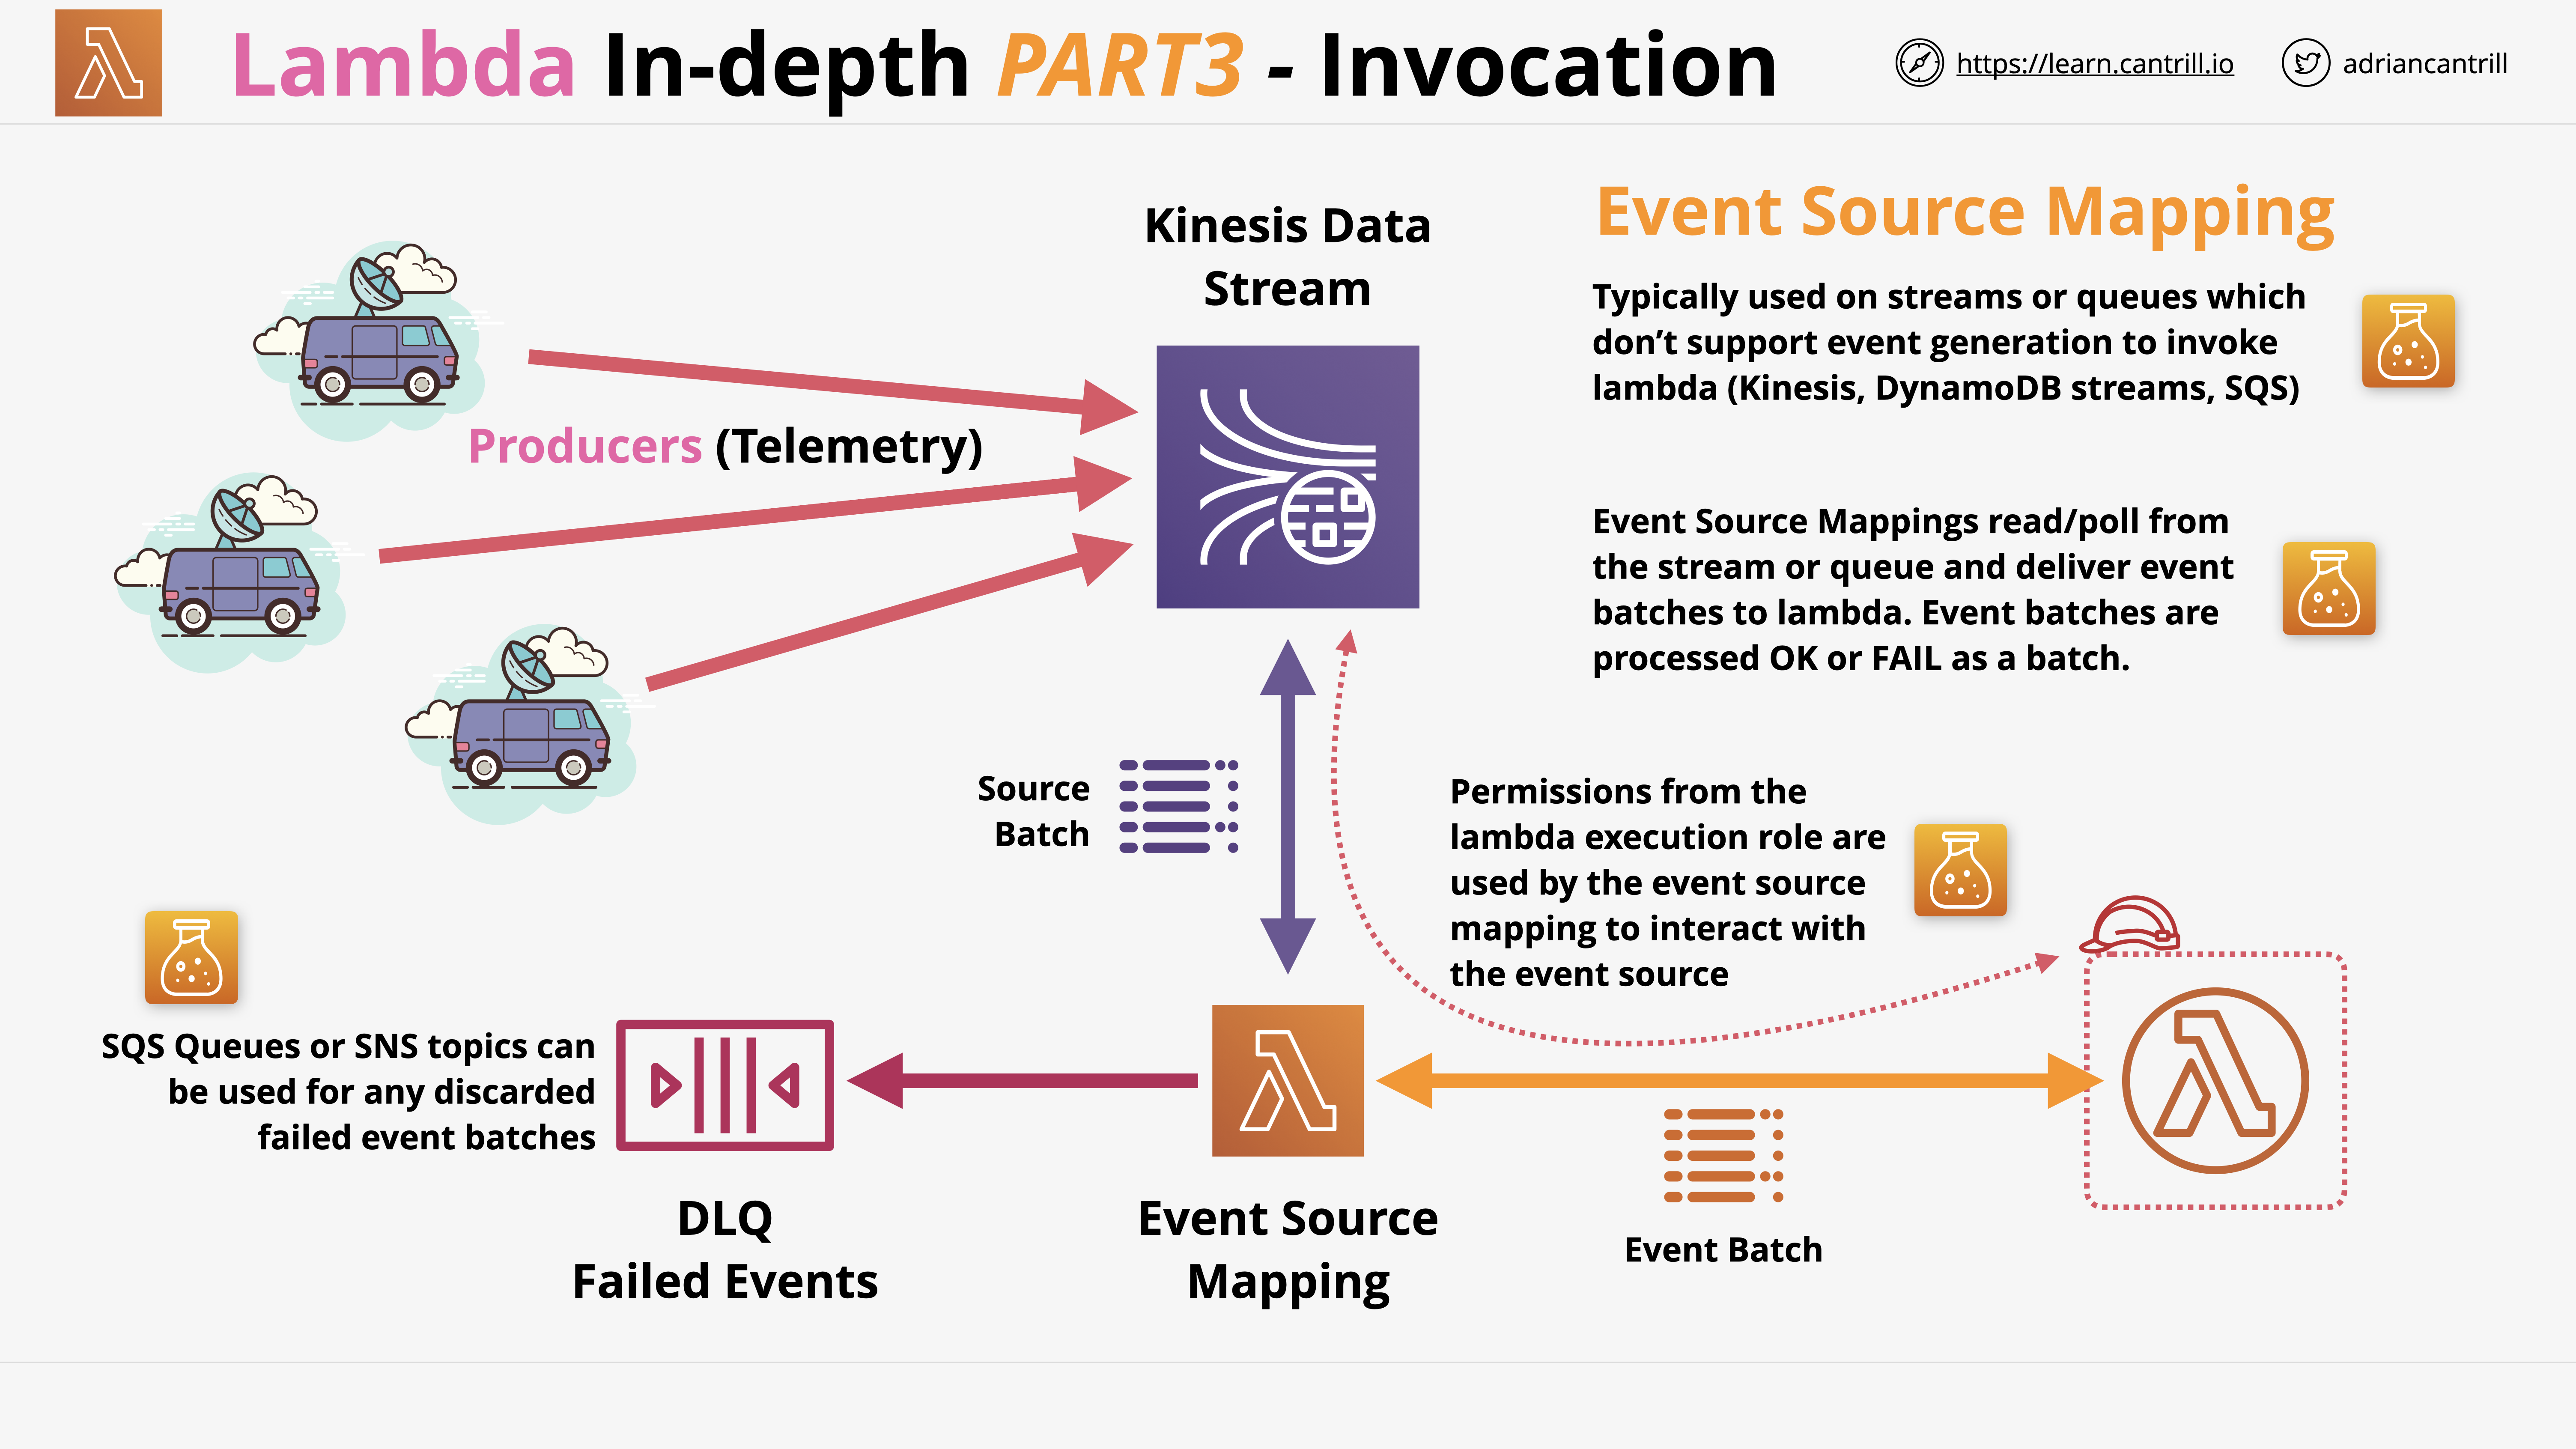 Lambda In-depth PART3 - Invocation
https://learn.cantrill.io
adriancantrill
Kinesis Data
Stream
Producers (Telemetry)
Event Source Mapping
Typically used on streams or queues which
don’t support event generation to invoke
lambda (Kinesis, DynamoDB streams, SQS)
Event Source Mappings read/poll from
the stream or queue and deliver event
batches to lambda. Event batches are
processed OK or FAIL as a batch.
Source
Batch
Permissions from the
lambda execution role are
used by the event source
mapping to interact with
the event source
SQS Queues or SNS topics can
be used for any discarded
failed event batches
DLQ
Failed Events
Event Source
Mapping
Event Batch